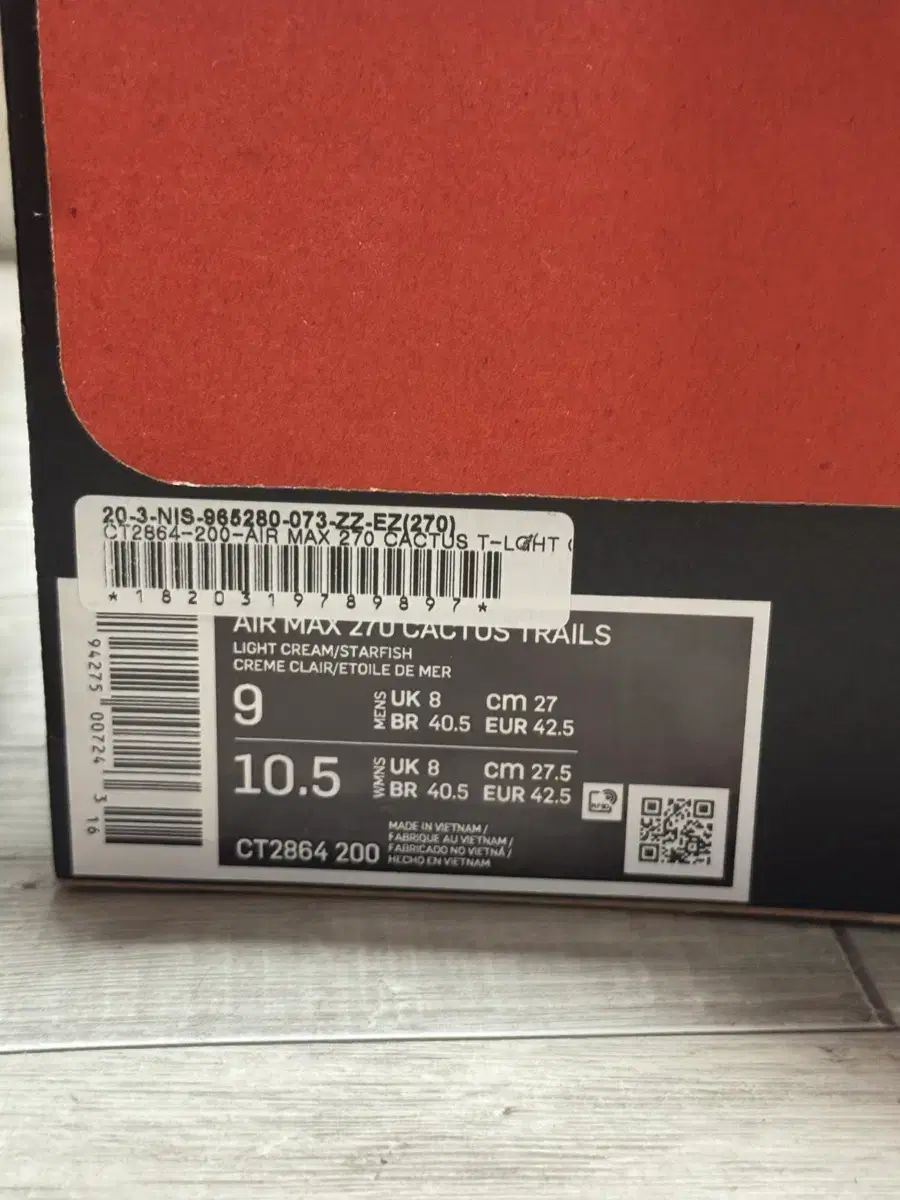 20-3-NIS-965280-073-ZZ-EZ(270)
CT2864-200-AIR MAX 270 CACTUS T-LGHT
*1820319789897*
AIR MAX 270 CACTUS TRAILS
LIGHT CREAM/STARFISH
CREME CLAIR/ETOILE DE MER
9 MENS UK 8 cm 27
BR 40.5 EUR 42.5
10.5 WMNS UK 8 cm 27.5
BR 40.5 EUR 42.5
CT2864 200
MADE IN VIETNAM /
FABRIQUE AU VIETNAM /
FABRICADO NO VIETNÃ /
HECHO EN VIETNAM
RFID
94275 00724 3 16